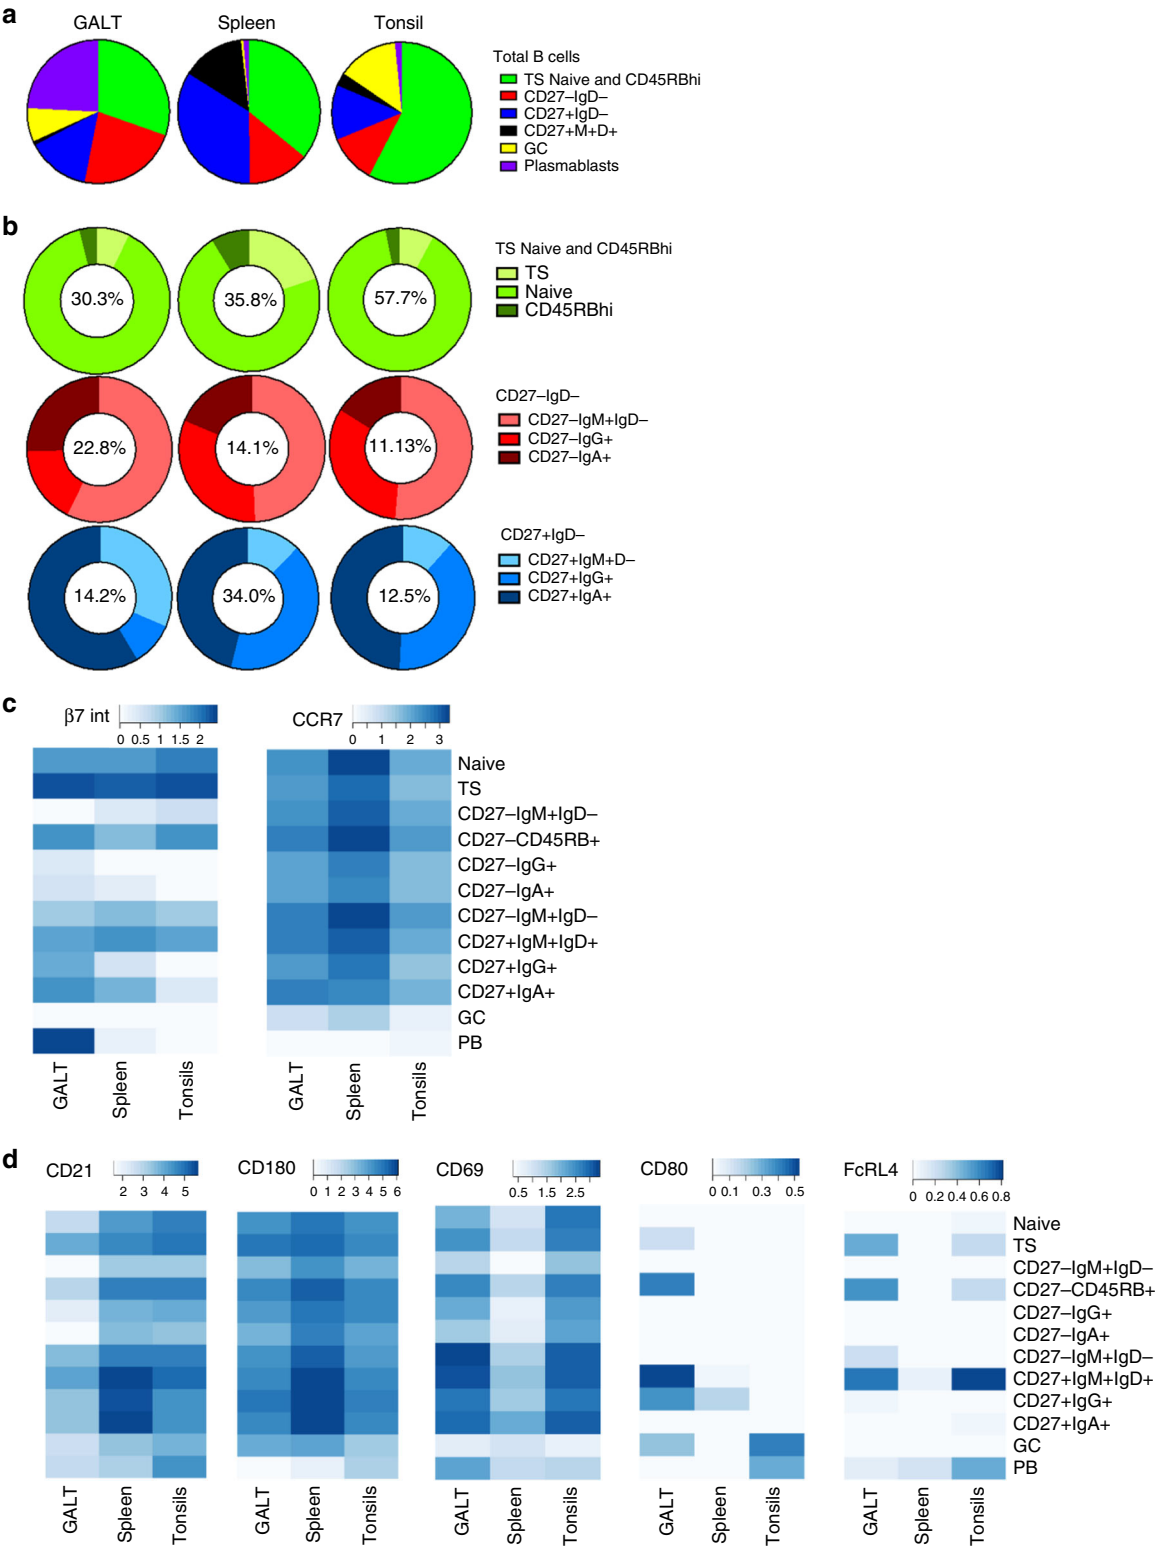 a
GALT
Spleen
Tonsil
Total B cells
TS Naive and CD45RBhi
CD27–IgD–
CD27+IgD–
CD27+M+D+
GC
Plasmablasts
b
30.3%
35.8%
57.7%
TS Naive and CD45RBhi
TS
Naive
CD45RBhi
22.8%
14.1%
11.13%
CD27–IgD–
CD27–IgM+IgD–
CD27–IgG+
CD27–IgA+
14.2%
34.0%
12.5%
CD27+IgD–
CD27+IgM+D–
CD27+IgG+
CD27+IgA+
c
β7 int
0 0.5 1 1.5 2
CCR7
0 1 2 3
Naive
TS
CD27–IgM+IgD–
CD27–CD45RB+
CD27–IgG+
CD27–IgA+
CD27–IgM+IgD–
CD27+IgM+IgD+
CD27+IgG+
CD27+IgA+
GC
PB
GALT
Spleen
Tonsils
GALT
Spleen
Tonsils
d
CD21
2 3 4 5
CD180
0 1 2 3 4 5 6
CD69
0.5 1.5 2.5
CD80
0 0.1 0.3 0.5
FcRL4
0 0.2 0.4 0.6 0.8
Naive
TS
CD27–IgM+IgD–
CD27–CD45RB+
CD27–IgG+
CD27–IgA+
CD27–IgM+IgD–
CD27+IgM+IgD+
CD27+IgG+
CD27+IgA+
GC
PB
GALT
Spleen
Tonsils
GALT
Spleen
Tonsils
GALT
Spleen
Tonsils
GALT
Spleen
Tonsils
GALT
Spleen
Tonsils